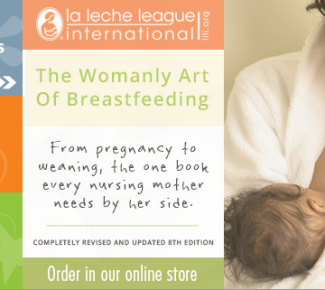 s
la leche league
international
llli.org
The Womanly Art
Of Breastfeeding
From pregnancy to
weaning, the one book
every nursing mother
needs by her side.
COMPLETELY REVISED AND UPDATED 8TH EDITION
Order in our online store